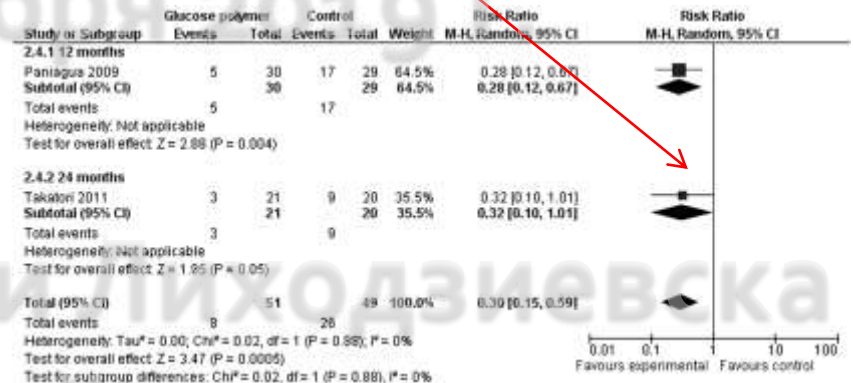 Glucose polymer Control Risk Ratio Risk Ratio
Study or Subgroup Events Total Events Total Weight M-H, Random, 95% CI M-H, Random, 95% CI
2.4.1 12 months
Paniagua 2009 5 30 17 29 64.5% 0.28 [0.12, 0.67]
Subtotal (95% CI) 30 29 64.5% 0.28 [0.12, 0.67]
Total events 5 17
Heterogeneity: Not applicable
Test for overall effect: Z = 2.88 (P = 0.004)
2.4.2 24 months
Takatori 2011 3 21 9 20 35.5% 0.32 [0.10, 1.01]
Subtotal (95% CI) 21 20 35.5% 0.32 [0.10, 1.01]
Total events 3 9
Heterogeneity: Not applicable
Test for overall effect: Z = 1.95 (P = 0.05)
Total (95% CI) 51 49 100.0% 0.30 [0.15, 0.59]
Total events 8 26
Heterogeneity: Tau² = 0.00; Chi² = 0.02, df = 1 (P = 0.88); I² = 0%
Test for overall effect: Z = 3.47 (P = 0.0005)
Test for subgroup differences: Chi² = 0.02, df = 1 (P = 0.88), I² = 0%
0.01 0.1 1 10 100
Favours experimental Favours control
2019
Лиходзиевска